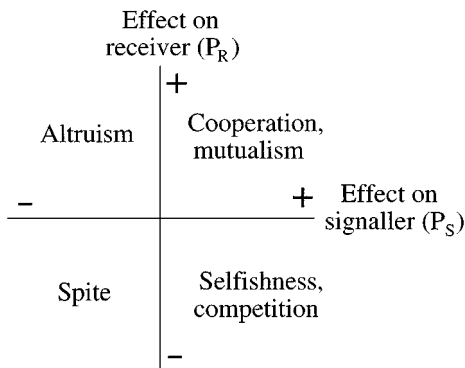 Effect on
receiver (P_R)
+
Altruism
Cooperation,
mutualism
–
+
Effect on
signaller (P_S)
Spite
Selfishness,
competition
–